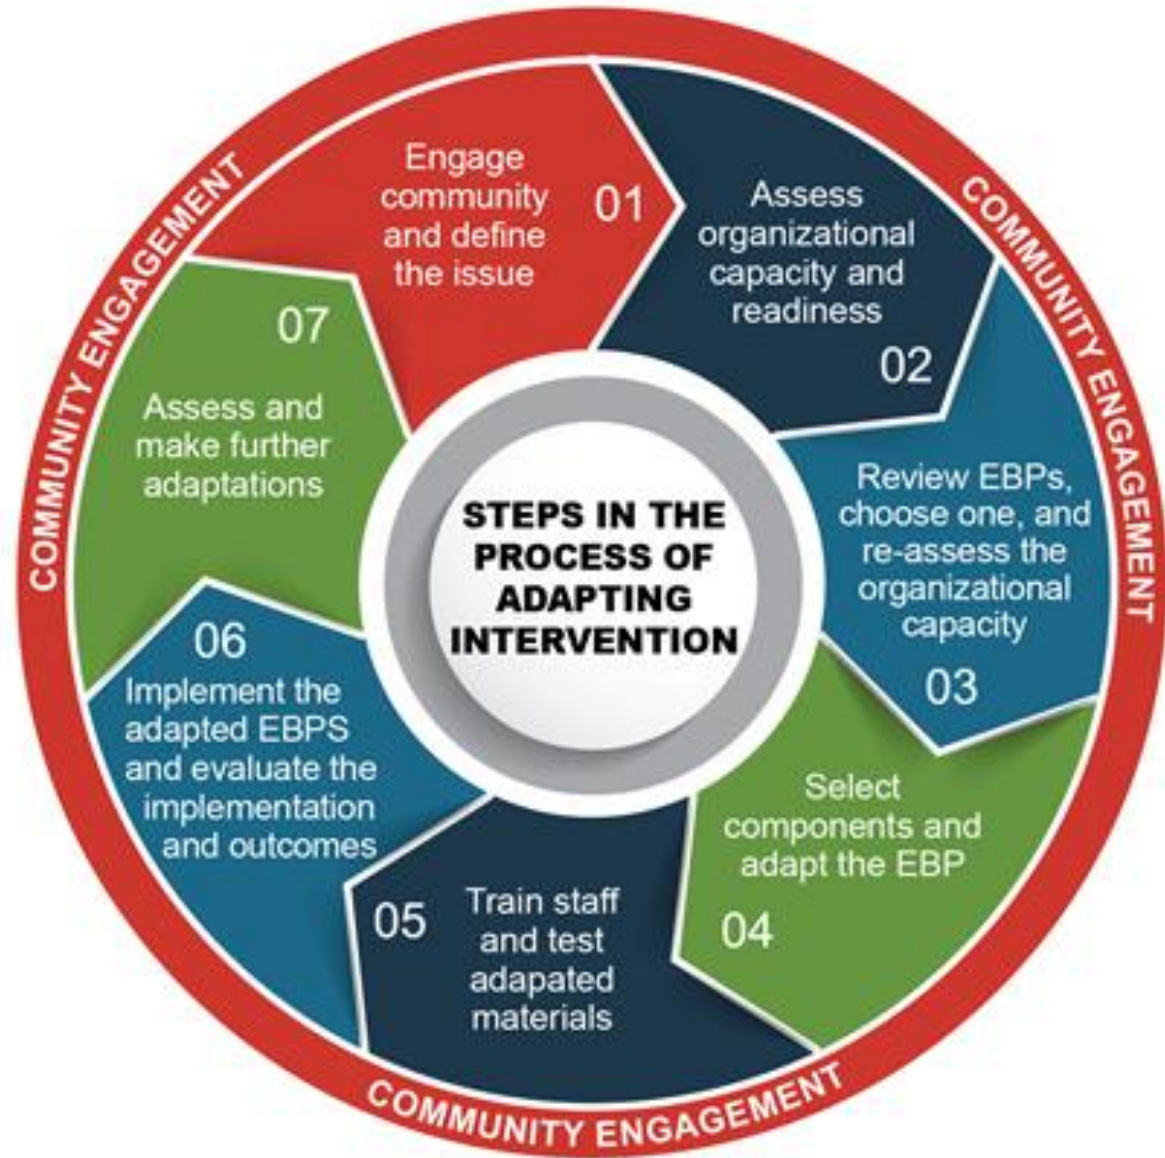 COMMUNITY ENGAGEMENT
COMMUNITY ENGAGEMENT
COMMUNITY ENGAGEMENT
STEPS IN THE
PROCESS OF
ADAPTING
INTERVENTION
Engage
community
and define
the issue
01
Assess
organizational
capacity and
readiness
02
Review EBPs,
choose one, and
re-assess the
organizational
capacity
03
Select
components and
adapt the EBP
04
05
Train staff
and test
adapated
materials
06
Implement the
adapted EBPS
and evaluate the
implementation
and outcomes
07
Assess and
make further
adaptations